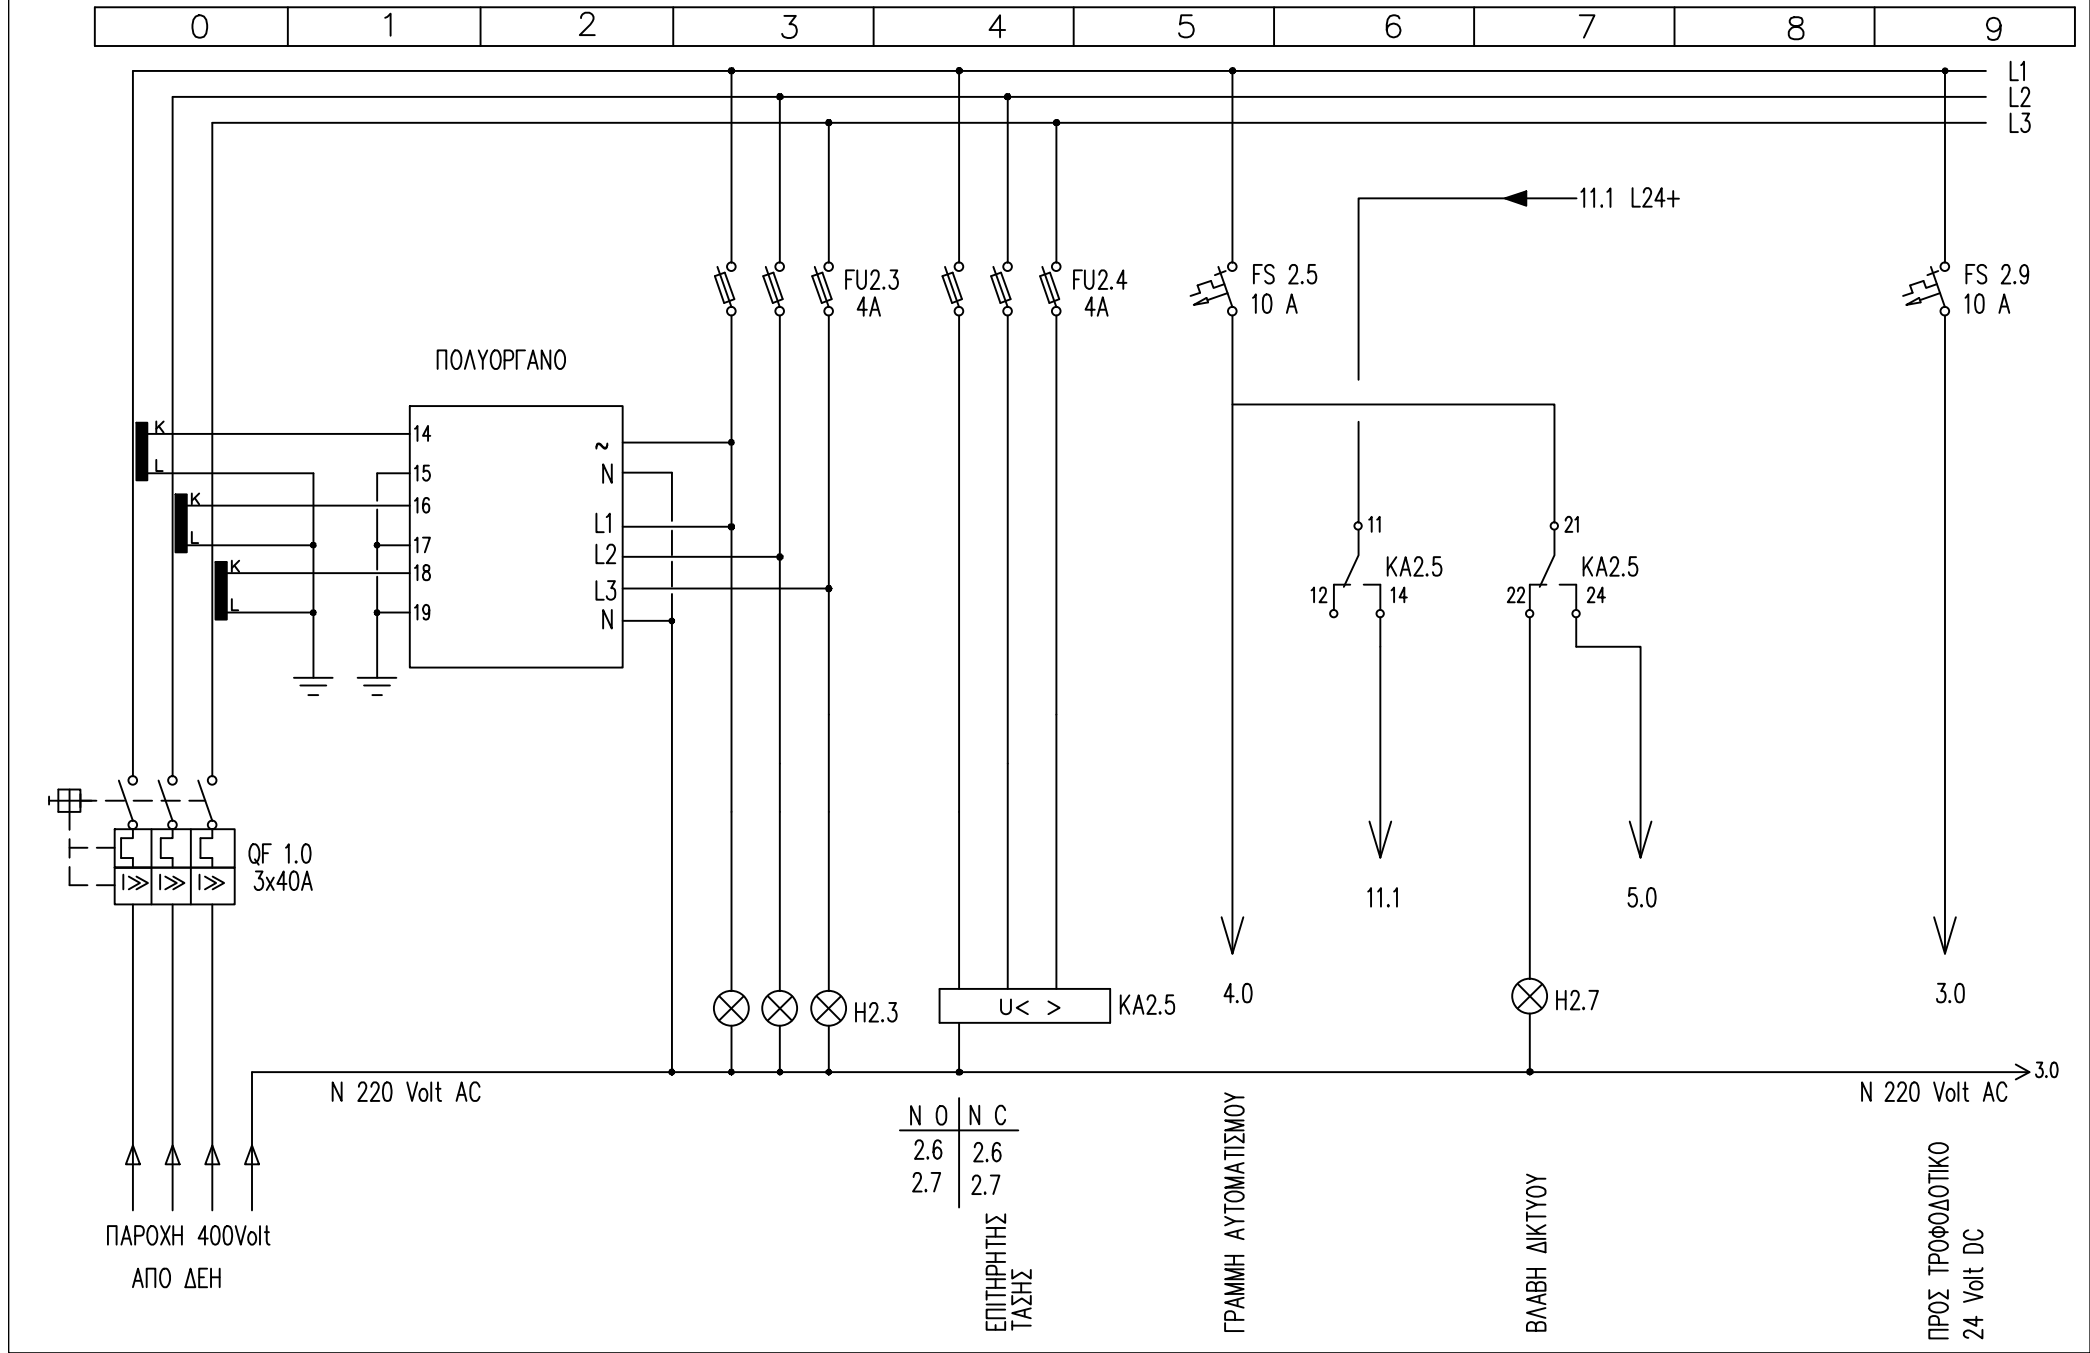 0 1 2 3 4 5 6 7 8 9
L1
L2
L3
11.1 L24+
FU2.3
4A
FU2.4
4A
FS 2.5
10 A
FS 2.9
10 A
ΠΟΛΥΟΡΓΑΝΟ
K
L
K
L
K
L
14
15
16
17
18
19
~
N
L1
L2
L3
N
11
KA2.5
12
14
21
KA2.5
22
24
QF 1.0
3x40A
I≫ I≫ I≫
11.1
5.0
4.0
3.0
H2.3
U< >
KA2.5
H2.7
3.0
N 220 Volt AC
N 220 Volt AC
N O N C
2.6 2.6
2.7 2.7
ΠΑΡΟΧΗ 400Volt
ΑΠΟ ΔΕΗ
ΕΠΙΤΗΡΗΤΗΣ
ΤΑΣΗΣ
ΓΡΑΜΜΗ ΑΥΤΟΜΑΤΙΣΜΟΥ
ΒΛΑΒΗ ΔΙΚΤΥΟΥ
ΠΡΟΣ ΤΡΟΦΟΔΟΤΙΚΟ
24 Volt DC